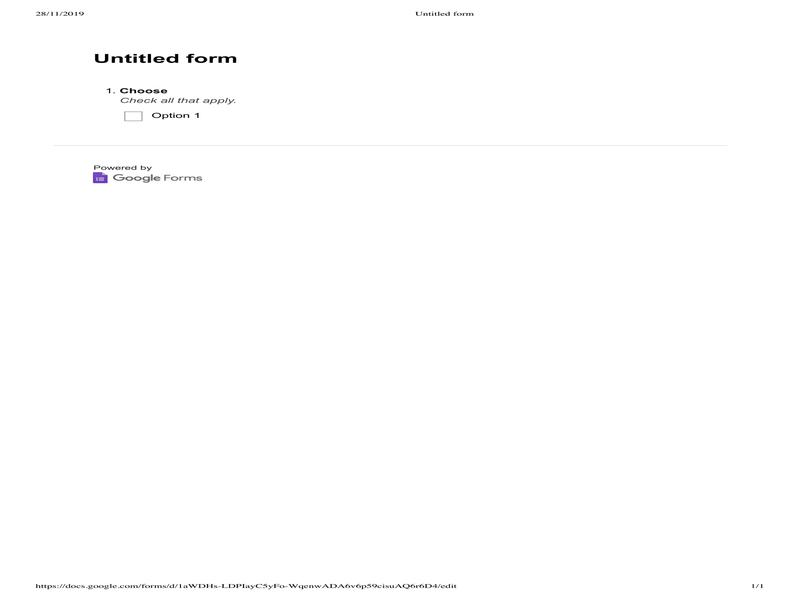 28/11/2019 Untitled form
Untitled form
1. Choose
Check all that apply.
Option 1
Powered by
Google Forms
https://docs.google.com/forms/d/1aWDHs-LDPIayC5yFo-WqenwADA6v6p59cisuAQ6r6D4/edit 1/1